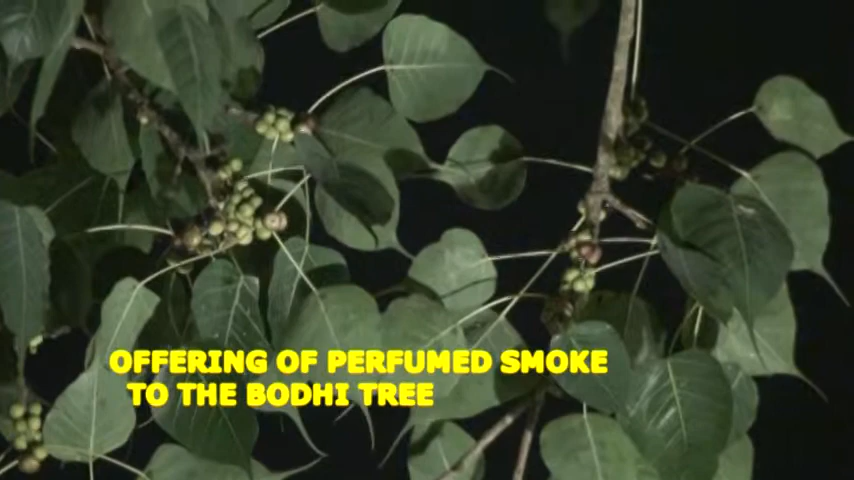 OFFERING OF PERFUMED SMOKE
TO THE BODHI TREE